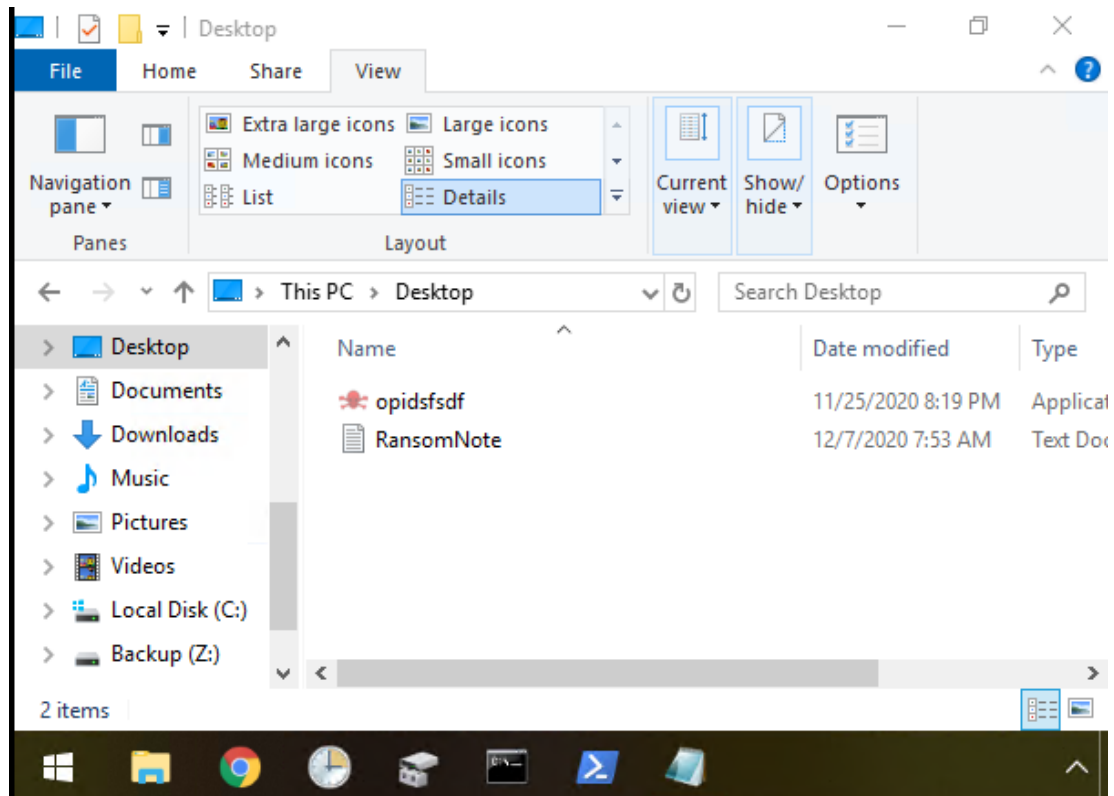 Desktop
File Home Share View
Extra large icons Large icons
Medium icons Small icons
List Details
Navigation pane
Current view
Show/ hide
Options
Panes Layout
This PC Desktop Search Desktop
Desktop
Documents
Downloads
Music
Pictures
Videos
Local Disk (C:)
Backup (Z:)
Name Date modified Type
opidsfsdf 11/25/2020 8:19 PM Applicat
RansomNote 12/7/2020 7:53 AM Text Doc
2 items